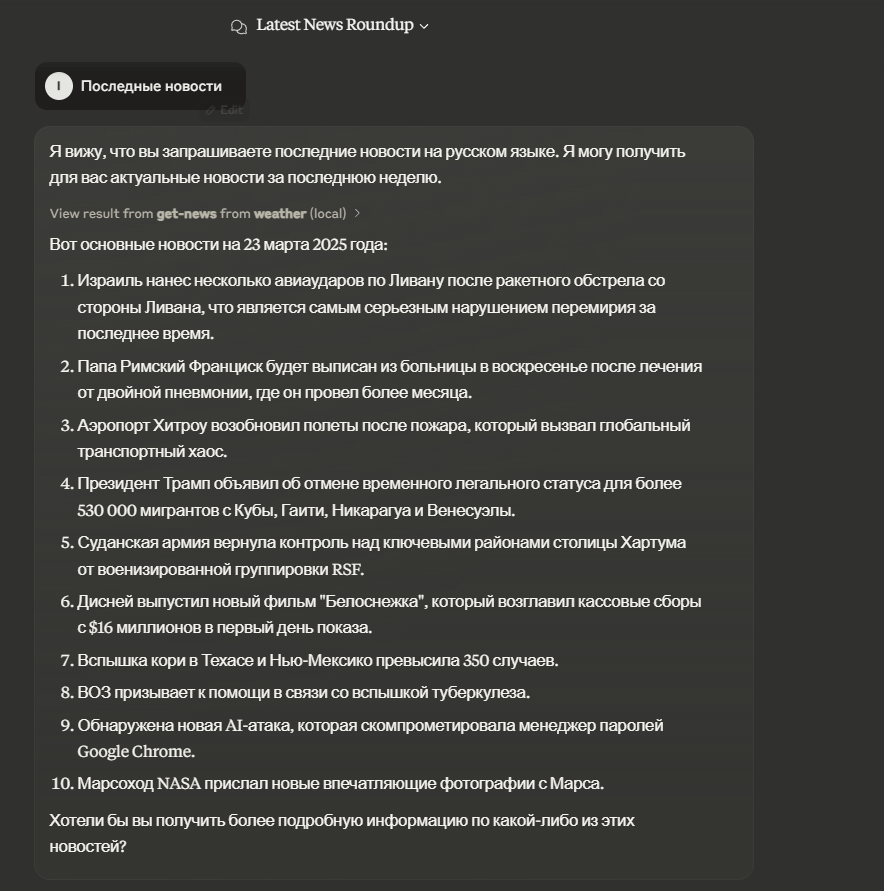 Latest News Roundup
I Последные новости
Edit
Я вижу, что вы запрашиваете последние новости на русском языке. Я могу получить
для вас актуальные новости за последнюю неделю.
View result from get-news from weather (local)
Вот основные новости на 23 марта 2025 года:
1. Израиль нанес несколько авиаударов по Ливану после ракетного обстрела со
стороны Ливана, что является самым серьезным нарушением перемирия за
последнее время.
2. Папа Римский Франциск будет выписан из больницы в воскресенье после лечения
от двойной пневмонии, где он провел более месяца.
3. Аэропорт Хитроу возобновил полеты после пожара, который вызвал глобальный
транспортный хаос.
4. Президент Трамп объявил об отмене временного легального статуса для более
530 000 мигрантов с Кубы, Гаити, Никарагуа и Венесуэлы.
5. Суданская армия вернула контроль над ключевыми районами столицы Хартума
от военизированной группировки RSF.
6. Дисней выпустил новый фильм "Белоснежка", который возглавил кассовые сборы
с $16 миллионов в первый день показа.
7. Вспышка кори в Техасе и Нью-Мексико превысила 350 случаев.
8. ВОЗ призывает к помощи в связи со вспышкой туберкулеза.
9. Обнаружена новая AI-атака, которая скомпрометировала менеджер паролей
Google Chrome.
10. Марсоход NASA прислал новые впечатляющие фотографии с Марса.
Хотели бы вы получить более подробную информацию по какой-либо из этих
новостей?